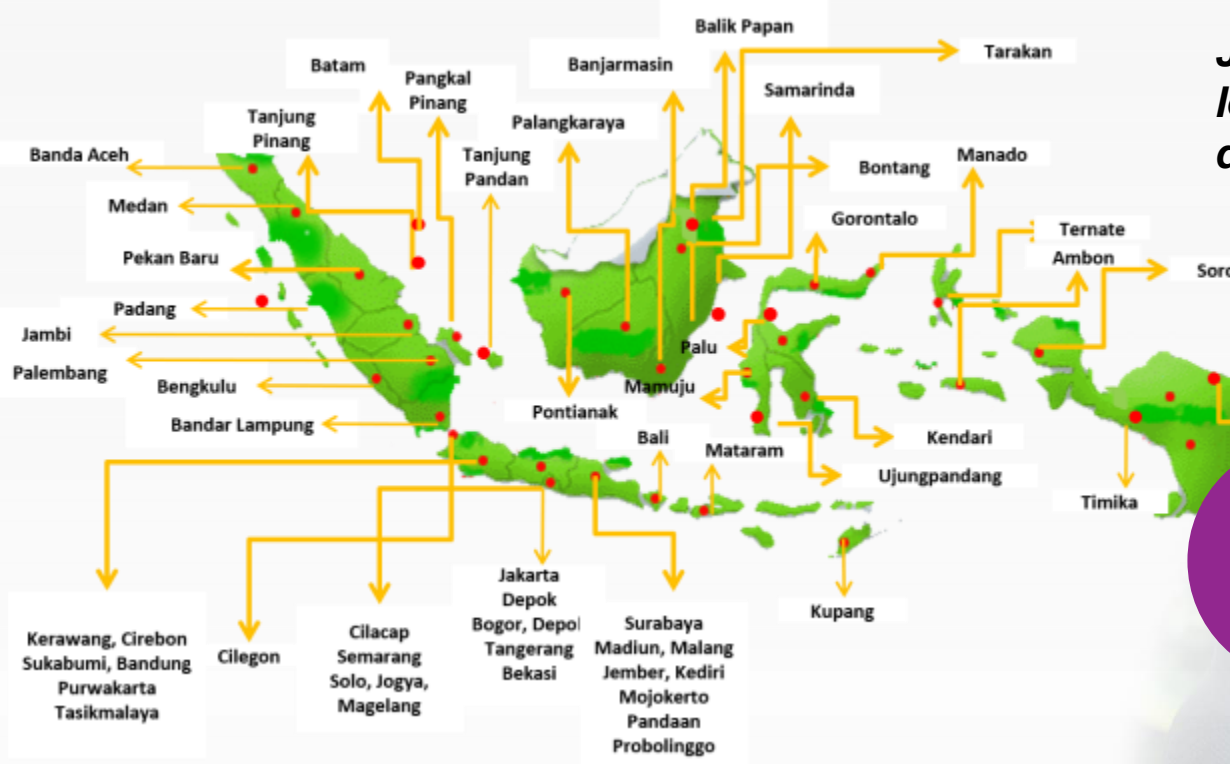 Balik Papan
Tarakan
Batam
Banjarmasin
Pangkal
Pinang
Samarinda
Tanjung
Pinang
Palangkaraya
Banda Aceh
Tanjung
Pandan
Bontang
Manado
Medan
Gorontalo
Ternate
Pekan Baru
Ambon
Padang
Jambi
Palu
Palembang
Bengkulu
Mamuju
Pontianak
Bandar Lampung
Bali
Mataram
Kendari
Ujungpandang
Timika
Kupang
Kerawang, Cirebon
Sukabumi, Bandung
Purwakarta
Tasikmalaya
Cilegon
Cilacap
Semarang
Solo, Jogya,
Magelang
Jakarta
Depok
Bogor, Depo
Tangerang
Bekasi
Surabaya
Madiun, Malang
Jember, Kediri
Mojokerto
Pandaan
Probolinggo